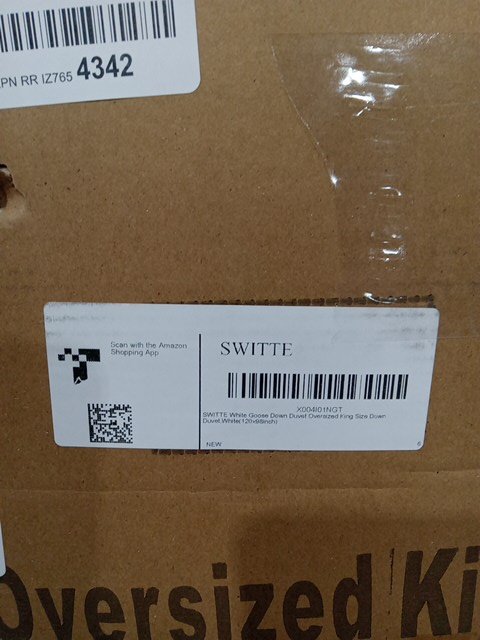 PN RR IZ765 4342
Scan with the Amazon
Shopping App
SWITTE
X004I01NGT
SWITTE White Goose Down Duvet Oversized King Size Down
Duvet White(120x98inch)
NEW
6
Oversized Ki